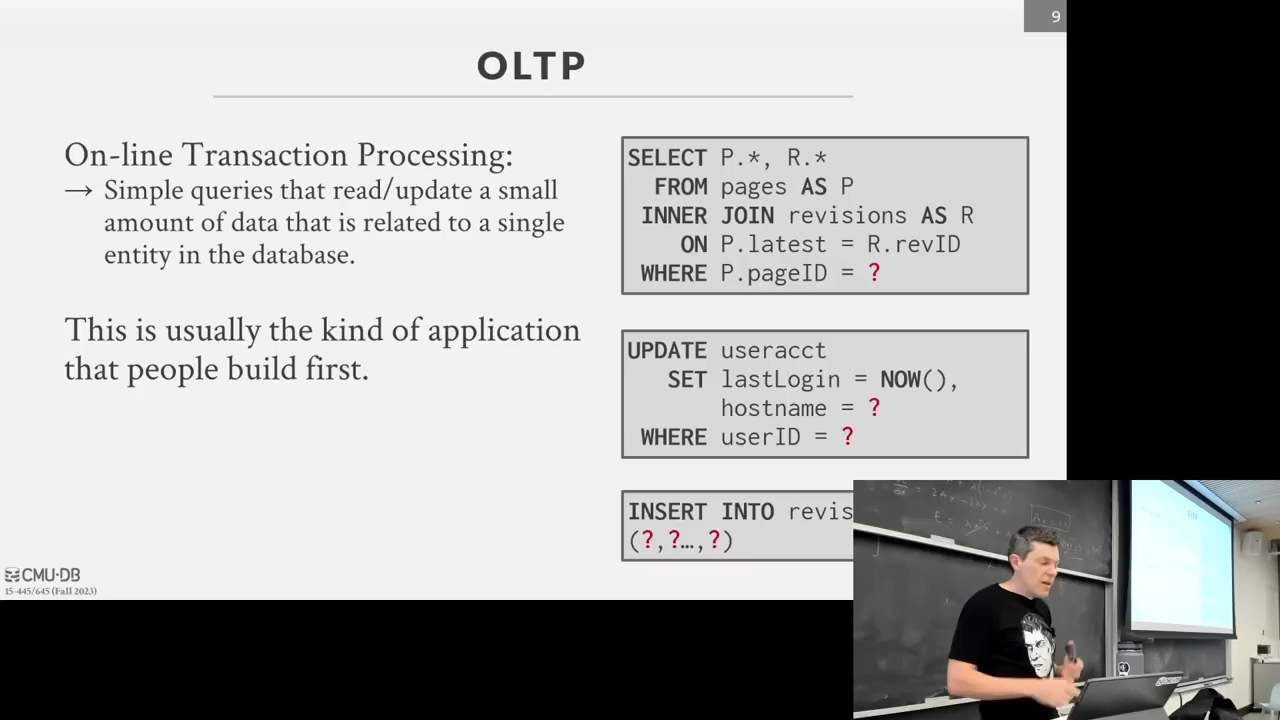 9
OLTP
On-line Transaction Processing:
→ Simple queries that read/update a small
amount of data that is related to a single
entity in the database.
This is usually the kind of application
that people build first.
SELECT P.*, R.*
FROM pages AS P
INNER JOIN revisions AS R
ON P.latest = R.revID
WHERE P.pageID = ?
UPDATE useracct
SET lastLogin = NOW(),
hostname = ?
WHERE userID = ?
INSERT INTO revis
(?,?…,?)
CMU·DB
15-445/645 (Fall 2023)
OLTP